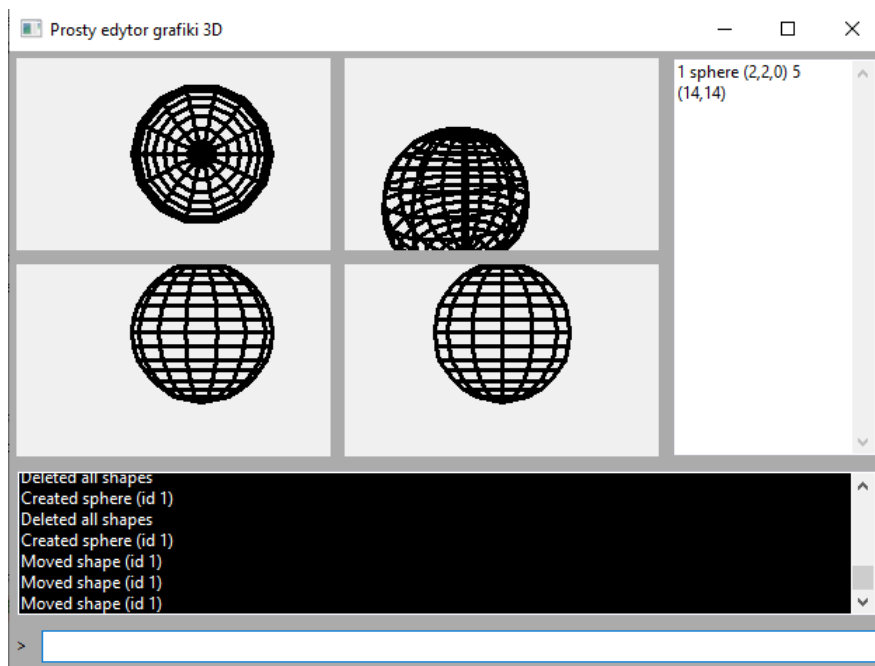 Prosty edytor grafiki 3D
1 sphere (2,2,0) 5
(14,14)
Deleted all shapes
Created sphere (id 1)
Deleted all shapes
Created sphere (id 1)
Moved shape (id 1)
Moved shape (id 1)
Moved shape (id 1)
>